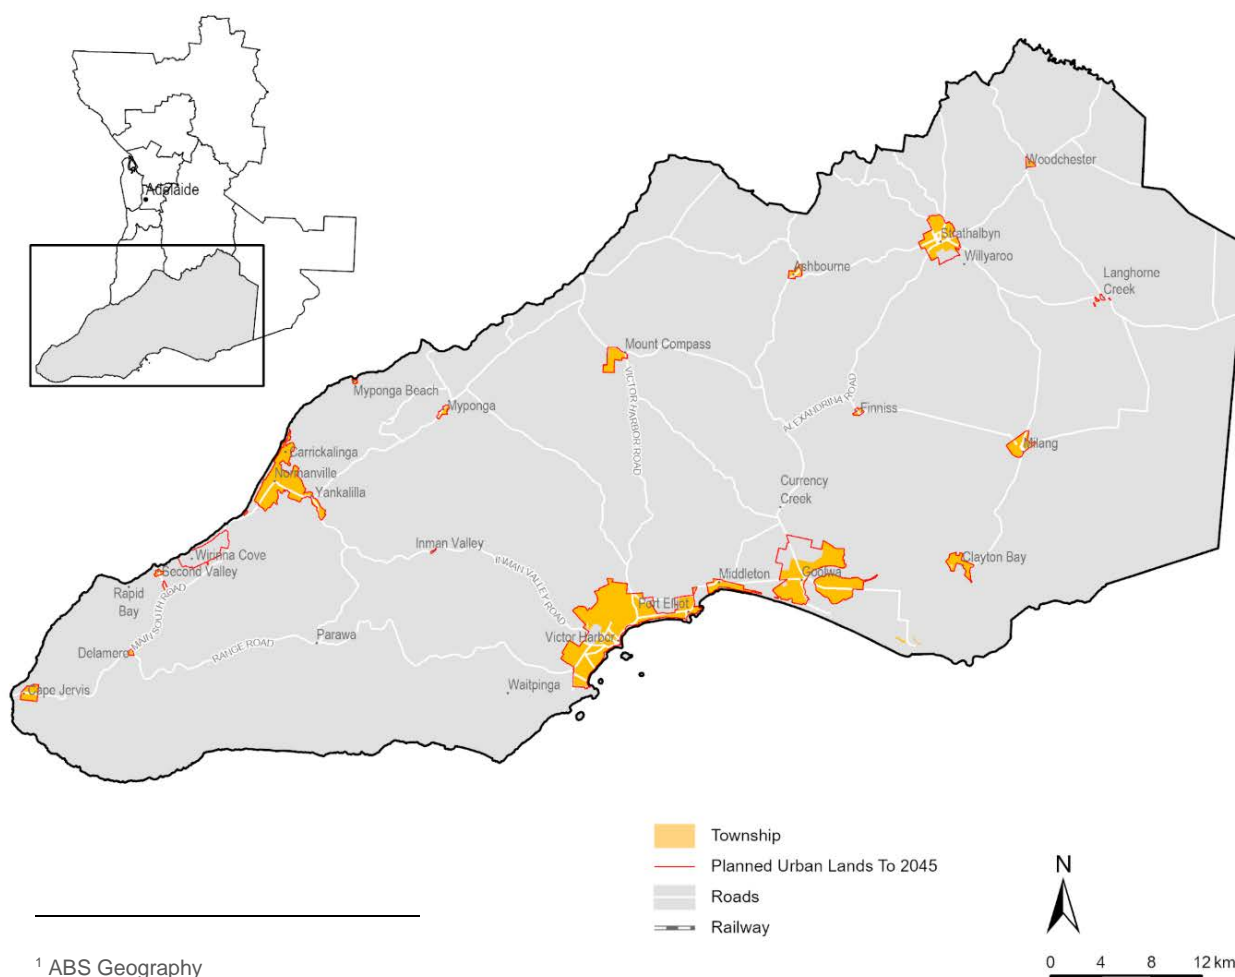 Adelaide
Woodchester
Strathalbyn
Willyaroo
Ashbourne
Langhorne
Creek
Mount Compass
VICTOR HARBOR ROAD
ALEXANDRINA ROAD
Myponga Beach
Myponga
Finniss
Milang
Carrickalinga
Normanville
Yankalilla
Currency
Creek
Inman Valley
INMAN VALLEY ROAD
Wirinna Cove
Second Valley
Rapid
Bay
MAIN SOUTH ROAD
Middleton
Goolwa
Clayton Bay
Port Elliot
Victor Harbor
Parawa
RANGE ROAD
Delamere
Cape Jervis
Waitpinga
Township
Planned Urban Lands To 2045
Roads
Railway
N
0 4 8 12 km
1 ABS Geography